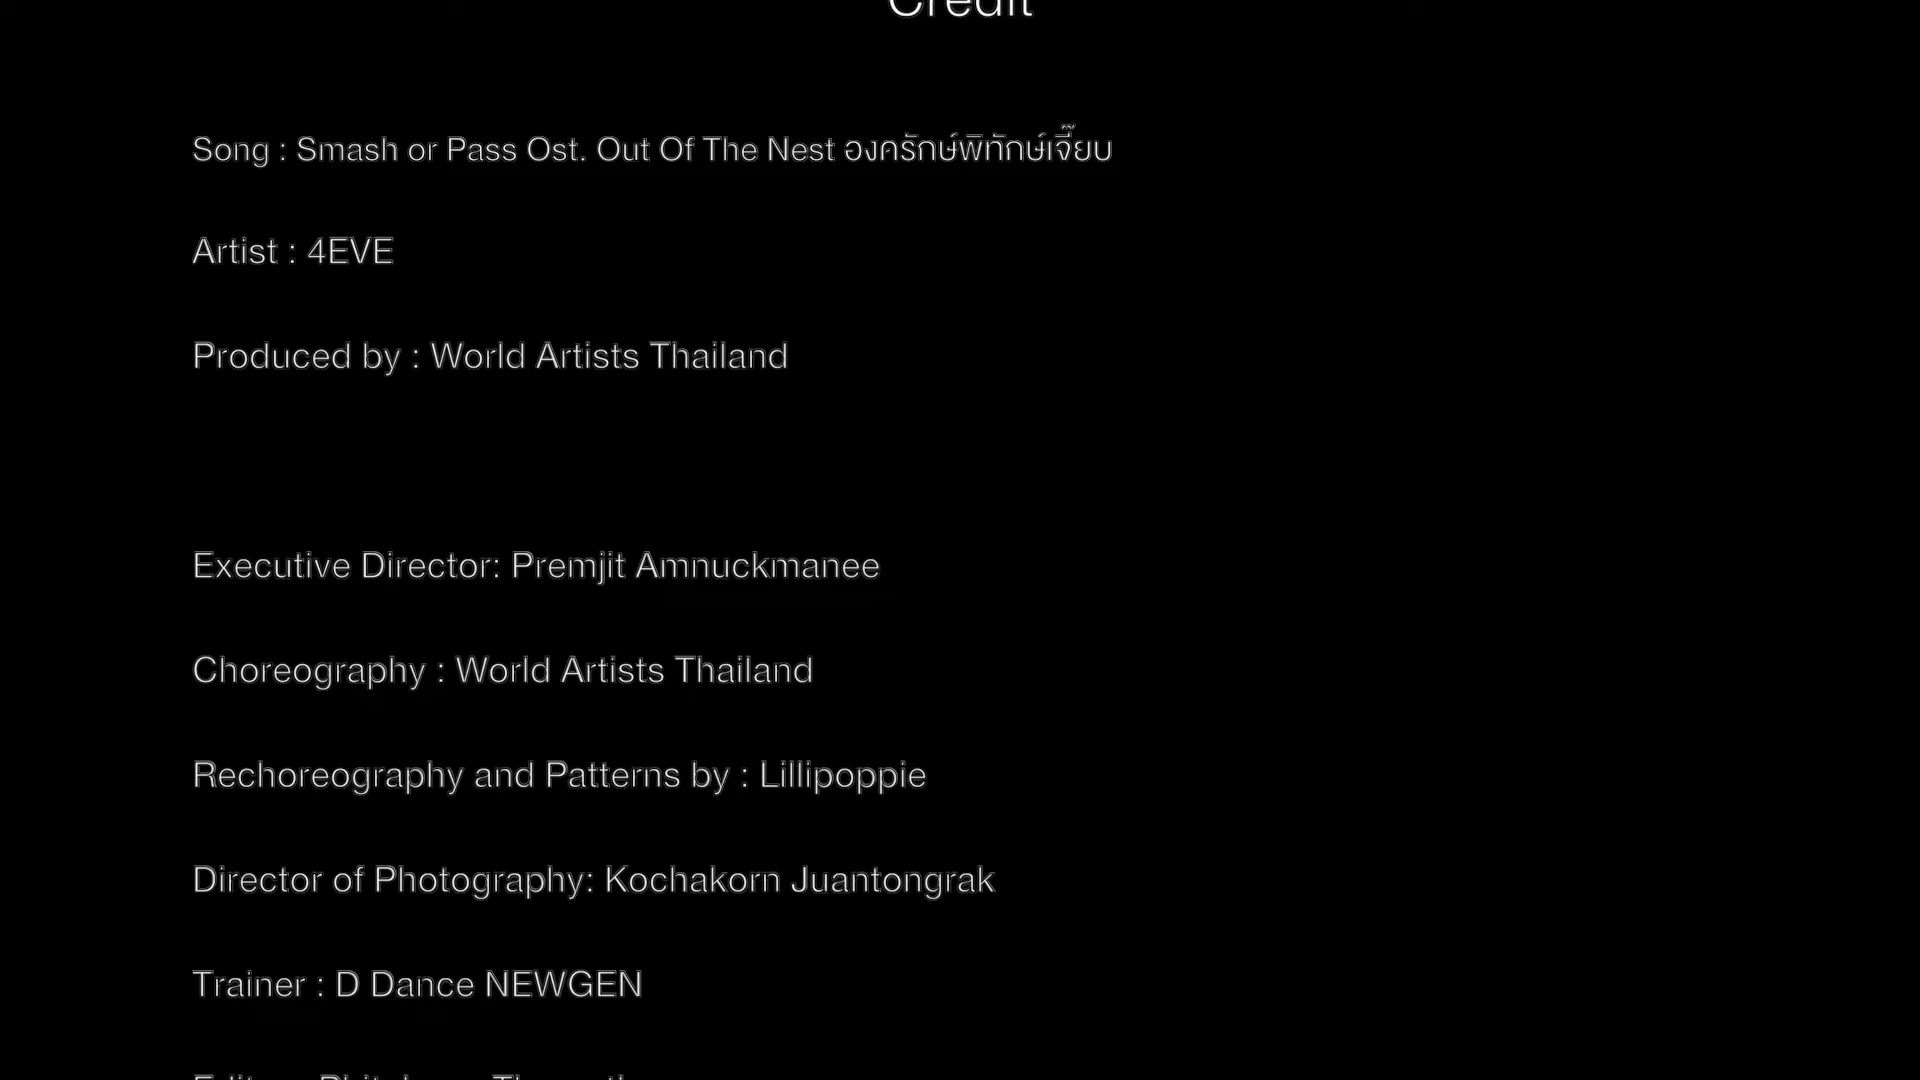 Credit
Song : Smash or Pass Ost. Out Of The Nest องครักษ์พิทักษ์เจี๊ยบ
Artist : 4EVE
Produced by : World Artists Thailand
Executive Director: Premjit Amnuckmanee
Choreography : World Artists Thailand
Rechoreography and Patterns by : Lillipoppie
Director of Photography: Kochakorn Juantongrak
Trainer : D Dance NEWGEN